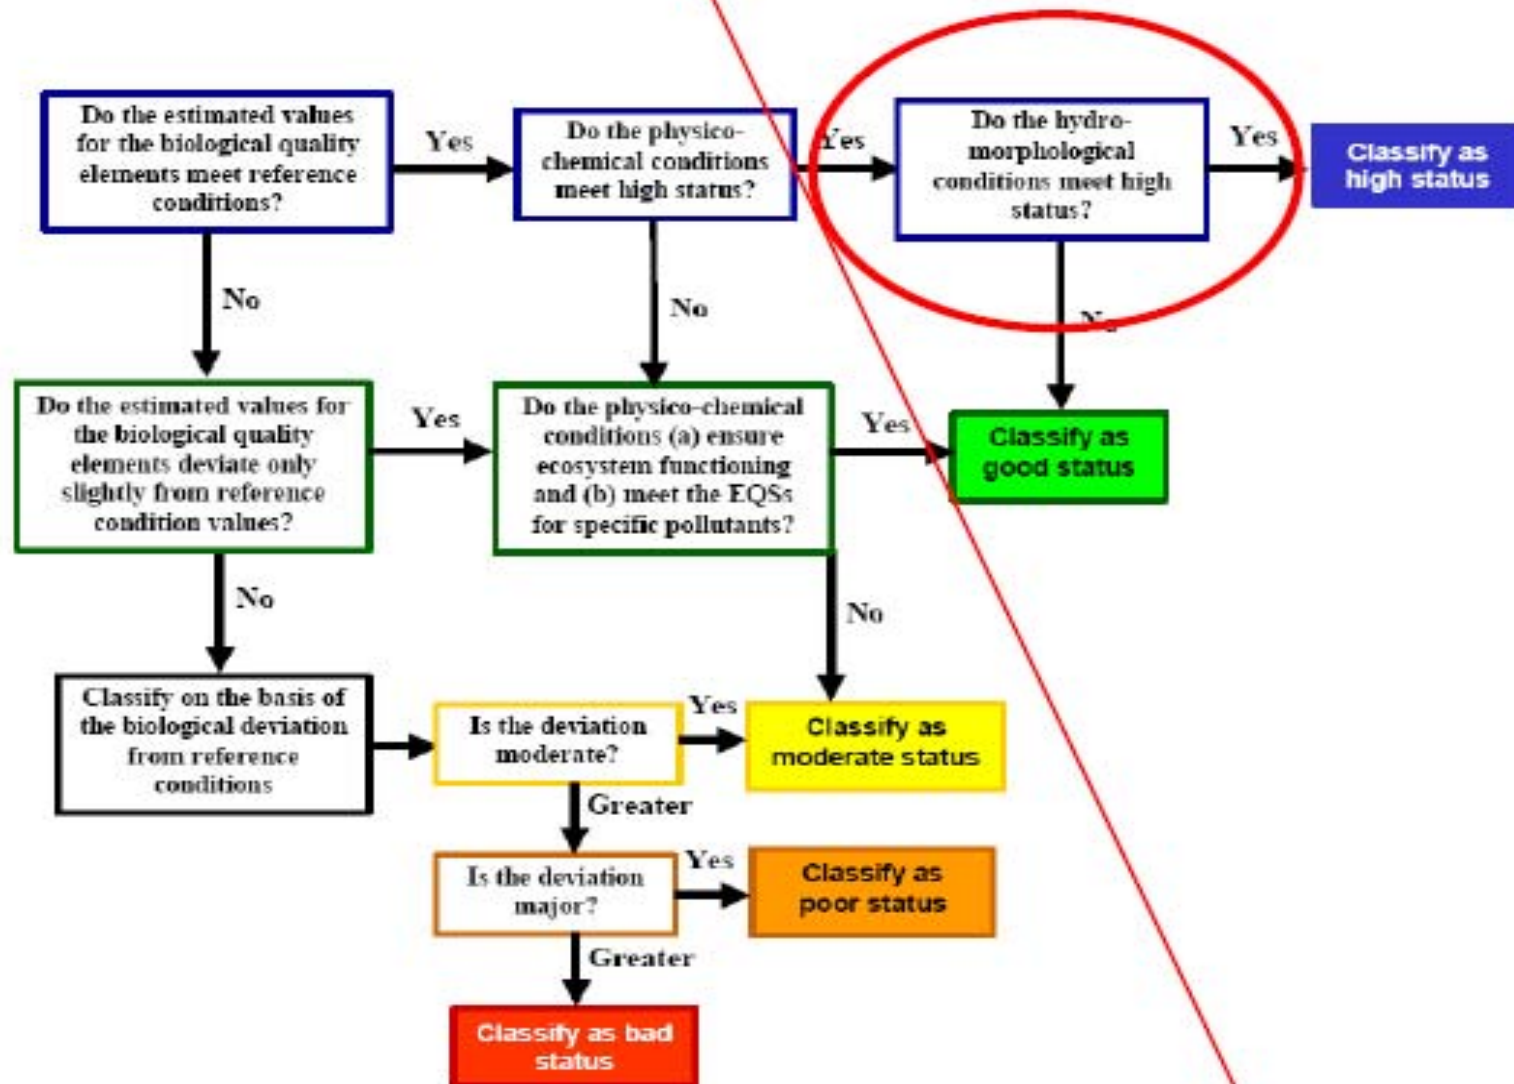 Do the estimated values
for the biological quality
elements meet reference
conditions?
Yes
Do the physico-
chemical conditions
meet high status?
Yes
Do the hydro-
morphological
conditions meet high
status?
Yes
Classify as
high status
No
No
No
Do the estimated values for
the biological quality
elements deviate only
slightly from reference
condition values?
Yes
Do the physico-chemical
conditions (a) ensure
ecosystem functioning
and (b) meet the EQSs
for specific pollutants?
Yes
Classify as
good status
No
No
Classify on the basis of
the biological deviation
from reference
conditions
Is the deviation
moderate?
Yes
Classify as
moderate status
Greater
Is the deviation
major?
Yes
Classify as
poor status
Greater
Classify as bad
status